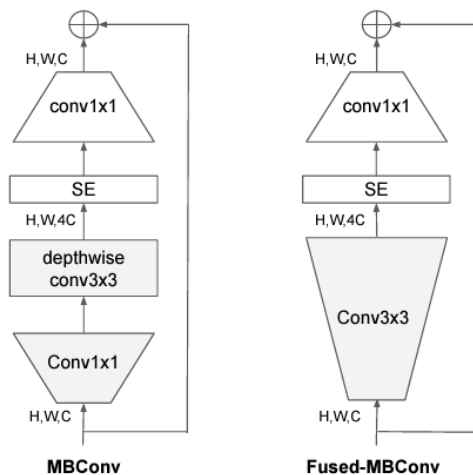 H,W,C
conv1x1
SE
H,W,4C
depthwise
conv3x3
Conv1x1
H,W,C
MBConv
H,W,C
conv1x1
SE
H,W,4C
Conv3x3
H,W,C
Fused-MBConv